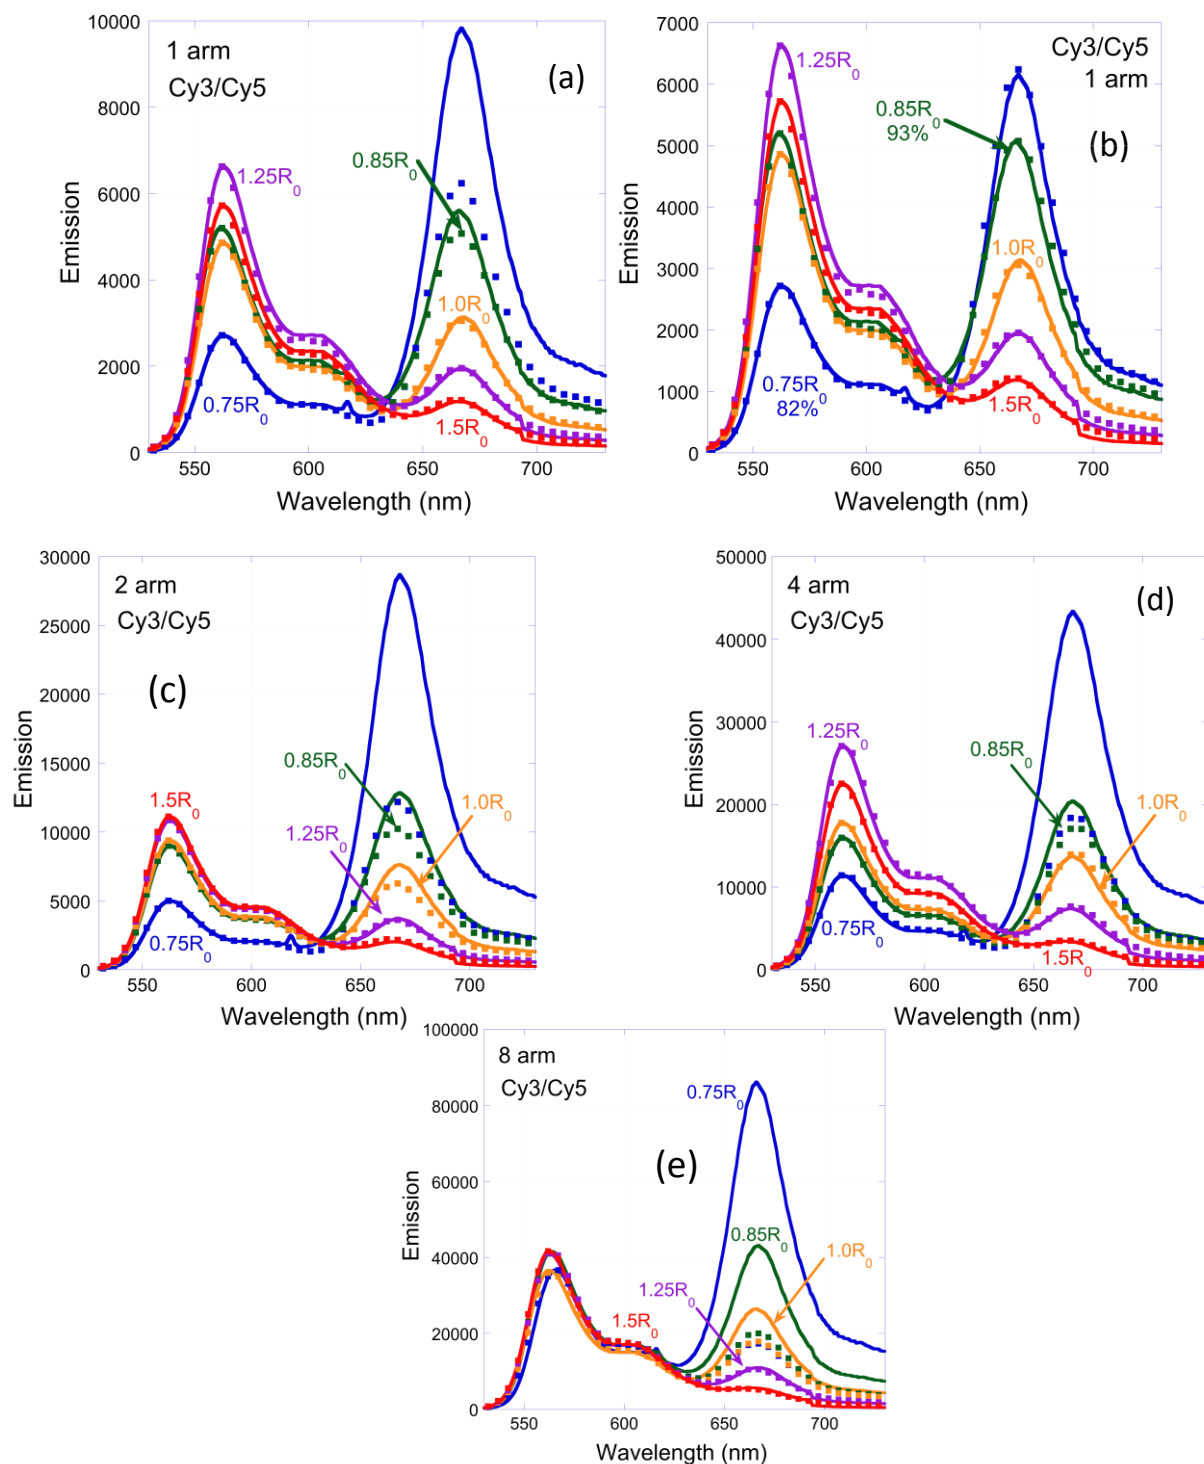 10000
8000
6000
4000
2000
0
550
600
650
700
Emission
Wavelength (nm)
1 arm
Cy3/Cy5
(a)
1.25R0
0.85R0
1.0R0
0.75R0
1.5R0
7000
6000
5000
4000
3000
2000
1000
0
550
600
650
700
Emission
Wavelength (nm)
Cy3/Cy5
1 arm
(b)
1.25R0
0.85R0
93%
1.0R0
0.75R0
82%
1.5R0
30000
25000
20000
15000
10000
5000
0
550
600
650
700
Emission
Wavelength (nm)
2 arm
Cy3/Cy5
(c)
0.85R0
1.5R0
1.0R0
1.25R0
0.75R0
50000
40000
30000
20000
10000
0
550
600
650
700
Emission
Wavelength (nm)
4 arm
Cy3/Cy5
(d)
1.25R0
0.85R0
1.0R0
0.75R0
1.5R0
100000
80000
60000
40000
20000
0
550
600
650
700
Emission
Wavelength (nm)
8 arm
Cy3/Cy5
(e)
0.75R0
0.85R0
1.0R0
1.25R0
1.5R0